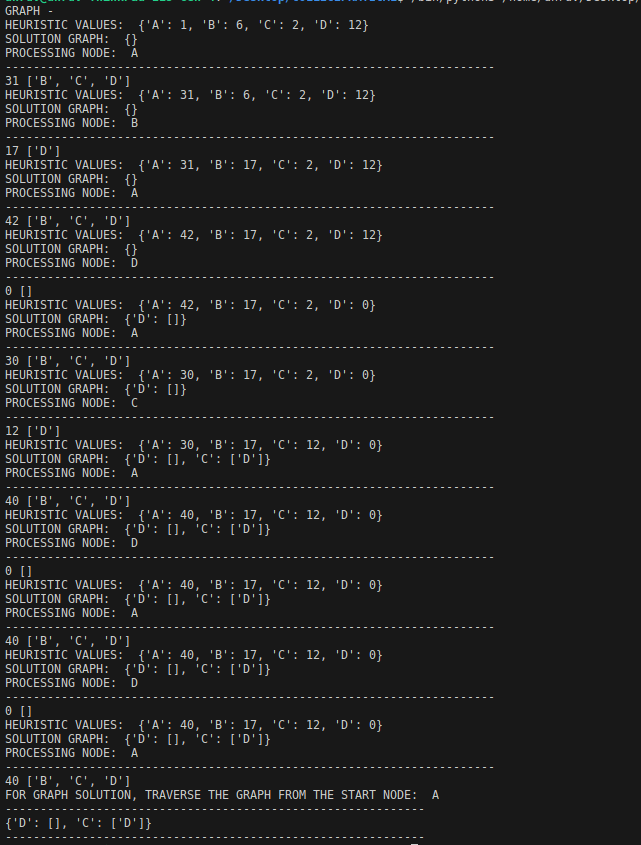 GRAPH -
HEURISTIC VALUES:  {'A': 1, 'B': 6, 'C': 2, 'D': 12}
SOLUTION GRAPH:  {}
PROCESSING NODE:  A
-----------------------------------------------------------------------
31 ['B', 'C', 'D']
HEURISTIC VALUES:  {'A': 31, 'B': 6, 'C': 2, 'D': 12}
SOLUTION GRAPH:  {}
PROCESSING NODE:  B
-----------------------------------------------------------------------
17 ['D']
HEURISTIC VALUES:  {'A': 31, 'B': 17, 'C': 2, 'D': 12}
SOLUTION GRAPH:  {}
PROCESSING NODE:  A
-----------------------------------------------------------------------
42 ['B', 'C', 'D']
HEURISTIC VALUES:  {'A': 42, 'B': 17, 'C': 2, 'D': 12}
SOLUTION GRAPH:  {}
PROCESSING NODE:  D
-----------------------------------------------------------------------
0 []
HEURISTIC VALUES:  {'A': 42, 'B': 17, 'C': 2, 'D': 0}
SOLUTION GRAPH:  {'D': []}
PROCESSING NODE:  A
-----------------------------------------------------------------------
30 ['B', 'C', 'D']
HEURISTIC VALUES:  {'A': 30, 'B': 17, 'C': 2, 'D': 0}
SOLUTION GRAPH:  {'D': []}
PROCESSING NODE:  C
-----------------------------------------------------------------------
12 ['D']
HEURISTIC VALUES:  {'A': 30, 'B': 17, 'C': 12, 'D': 0}
SOLUTION GRAPH:  {'D': [], 'C': ['D']}
PROCESSING NODE:  A
-----------------------------------------------------------------------
40 ['B', 'C', 'D']
HEURISTIC VALUES:  {'A': 40, 'B': 17, 'C': 12, 'D': 0}
SOLUTION GRAPH:  {'D': [], 'C': ['D']}
PROCESSING NODE:  D
-----------------------------------------------------------------------
0 []
HEURISTIC VALUES:  {'A': 40, 'B': 17, 'C': 12, 'D': 0}
SOLUTION GRAPH:  {'D': [], 'C': ['D']}
PROCESSING NODE:  A
-----------------------------------------------------------------------
40 ['B', 'C', 'D']
HEURISTIC VALUES:  {'A': 40, 'B': 17, 'C': 12, 'D': 0}
SOLUTION GRAPH:  {'D': [], 'C': ['D']}
PROCESSING NODE:  D
-----------------------------------------------------------------------
0 []
HEURISTIC VALUES:  {'A': 40, 'B': 17, 'C': 12, 'D': 0}
SOLUTION GRAPH:  {'D': [], 'C': ['D']}
PROCESSING NODE:  A
-----------------------------------------------------------------------
40 ['B', 'C', 'D']
FOR GRAPH SOLUTION, TRAVERSE THE GRAPH FROM THE START NODE:  A
-------------------------------------------------------------
{'D': [], 'C': ['D']}
-------------------------------------------------------------